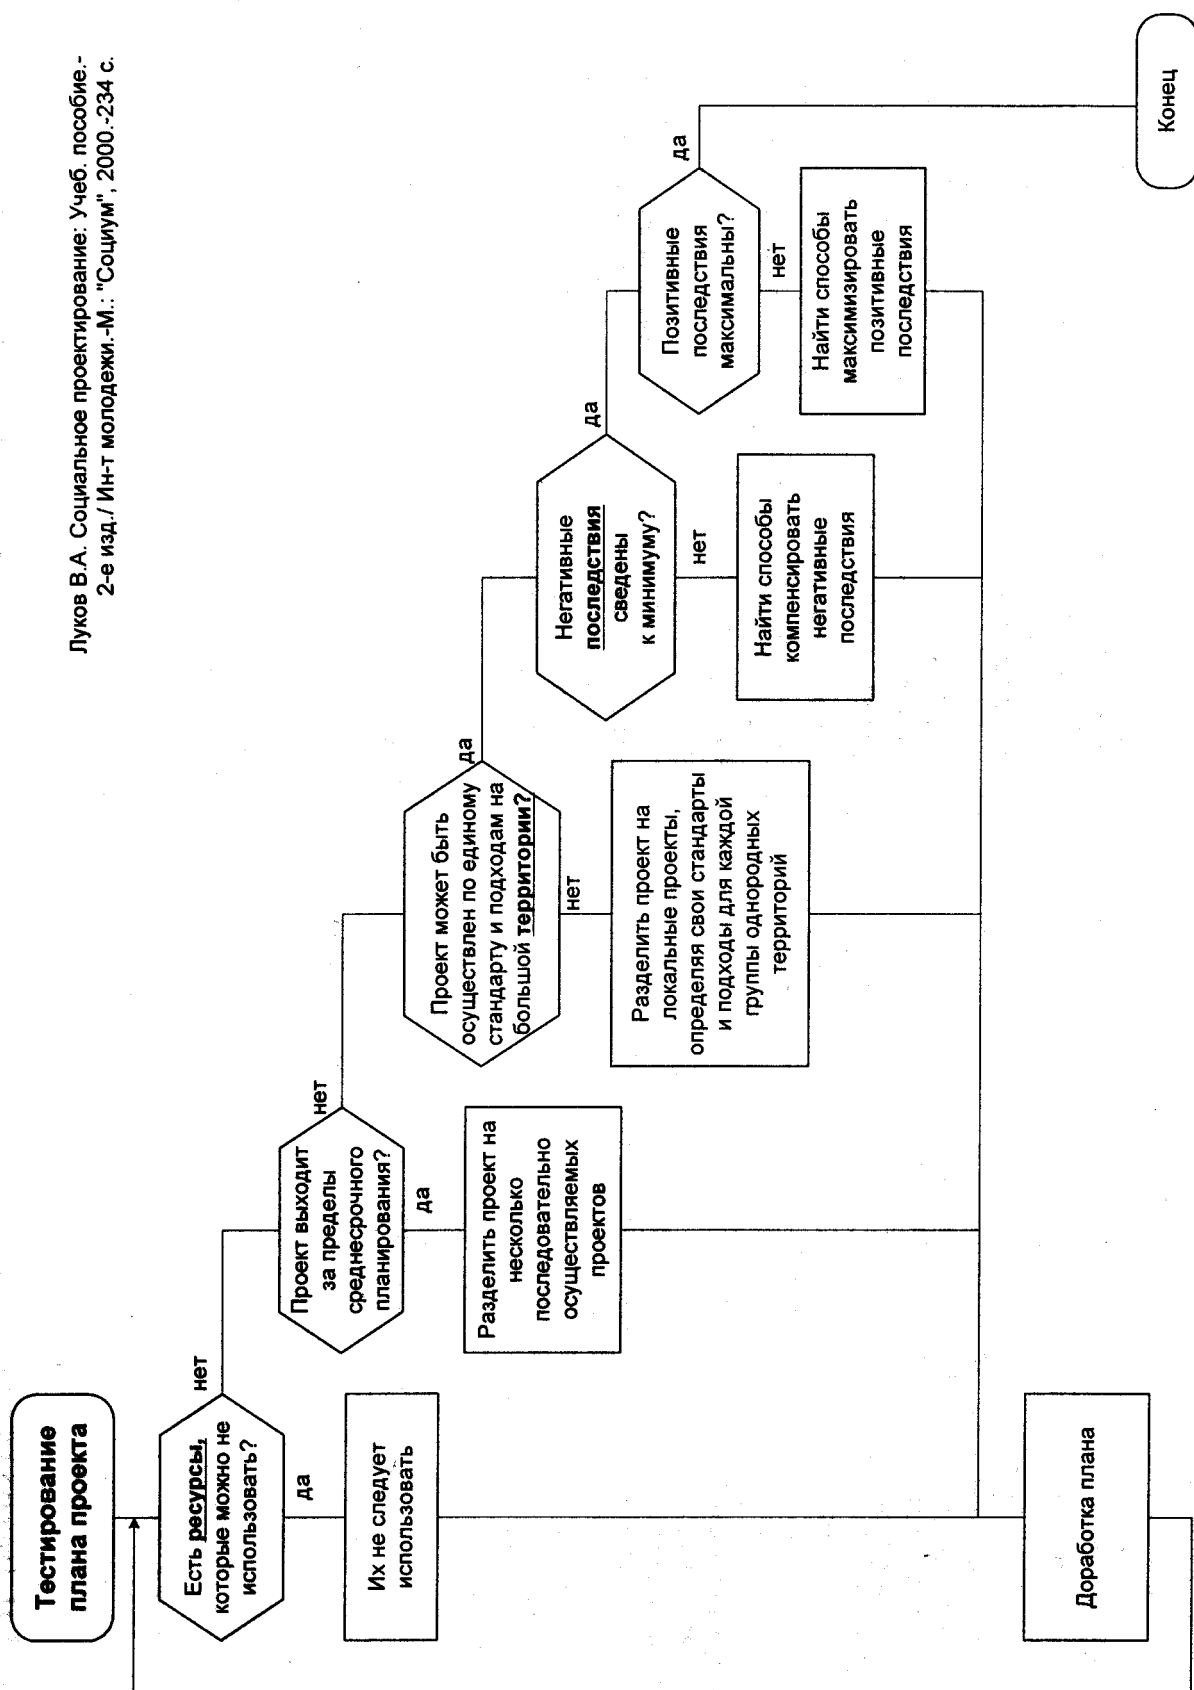 Луков В.А. Социальное проектирование: Учеб. пособие.-
2-е изд./ Ин-т молодежи.-М.: "Социум", 2000.-234 с.
Тестирование
плана проекта
Есть ресурсы,
которые можно не
использовать?
нет
да
Их не следует
использовать
Проект выходит
за пределы
среднесрочного
планирования?
нет
да
Разделить проект на
несколько
последовательно
осуществляемых
проектов
Проект может быть
осуществлен по единому
стандарту и подходам на
большой территории?
да
нет
Разделить проект на
локальные проекты,
определяя свои стандарты
и подходы для каждой
группы однородных
территорий
Негативные
последствия
сведены
к минимуму?
да
нет
Найти способы
компенсировать
негативные
последствия
Позитивные
последствия
максимальны?
да
нет
Найти способы
максимизировать
позитивные
последствия
Доработка плана
Конец